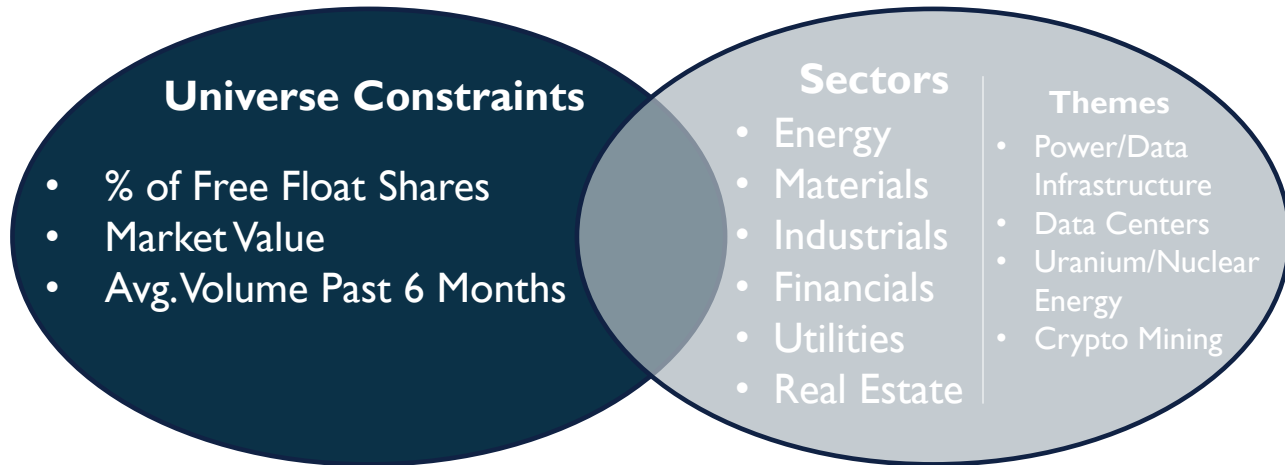 Universe Constraints
• % of Free Float Shares
• Market Value
• Avg. Volume Past 6 Months
Sectors
• Energy
• Materials
• Industrials
• Financials
• Utilities
• Real Estate
Themes
• Power/Data
Infrastructure
• Data Centers
• Uranium/Nuclear
Energy
• Crypto Mining